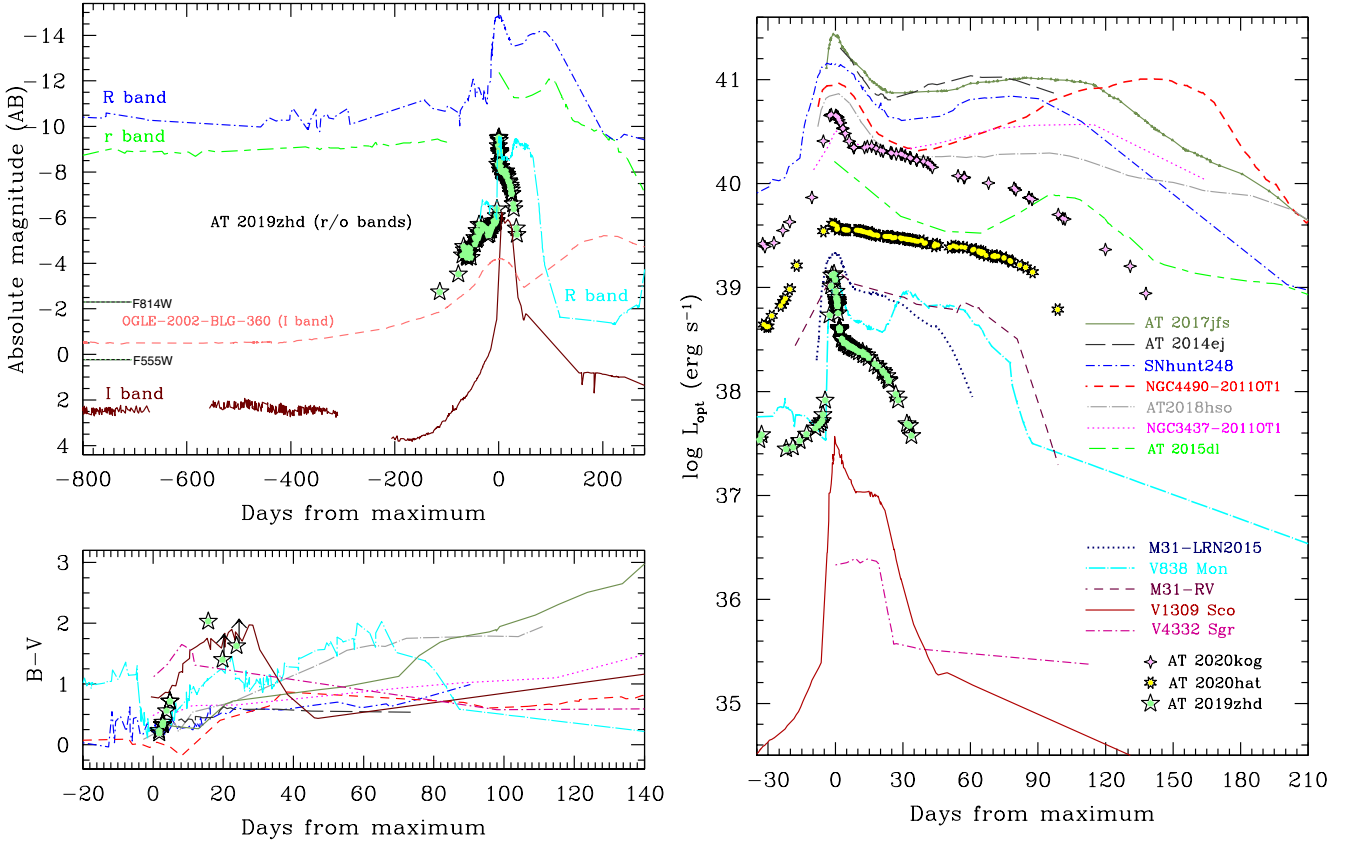 −14
−12
−10
−8
−6
−4
−2
0
2
4
Absolute magnitude (AB)
R band
r band
AT 2019zhd (r/o bands)
F814W
R band
OGLE−2002−BLG−360 (I band)
F555W
I band
−800
−600
−400
−200
0
200
Days from maximum
3
2
1
0
B−V
−20
0
20
40
60
80
100
120
140
Days from maximum
41
40
39
38
37
36
35
log L_opt (erg s⁻¹)
AT 2017jfs
AT 2014ej
SNhunt248
NGC4490−2011OT1
AT2018hso
NGC3437−2011OT1
AT 2015dl
M31−LRN2015
V838 Mon
M31−RV
V1309 Sco
V4332 Sgr
AT 2020kog
AT 2020hat
AT 2019zhd
−30
0
30
60
90
120
150
180
210
Days from maximum